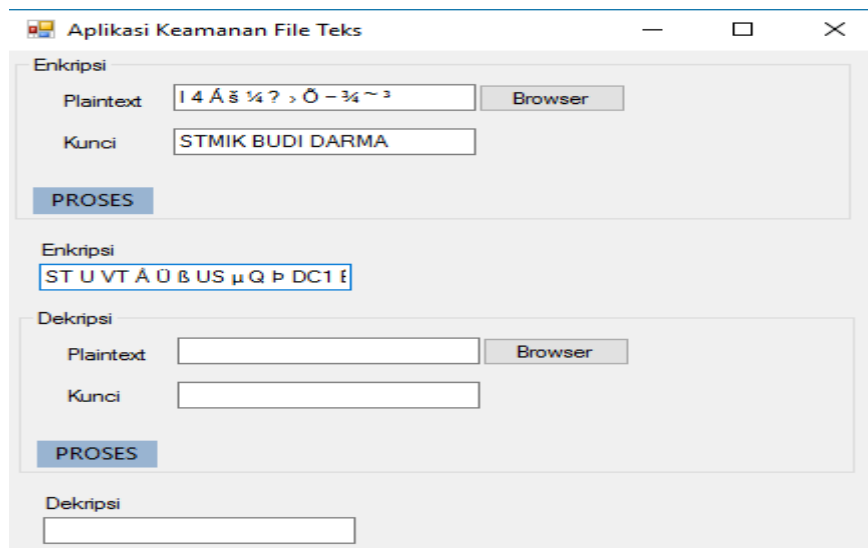 Aplikasi Keamanan File Teks
Enkripsi
Plaintext I 4 Á š ¼ ? › Õ – ¾ ~ ³ Browser
Kunci STMIK BUDI DARMA
PROSES
Enkripsi
ST U VT Â Ü ß US µ Q Þ DC1
Dekripsi
Plaintext Browser
Kunci
PROSES
Dekripsi